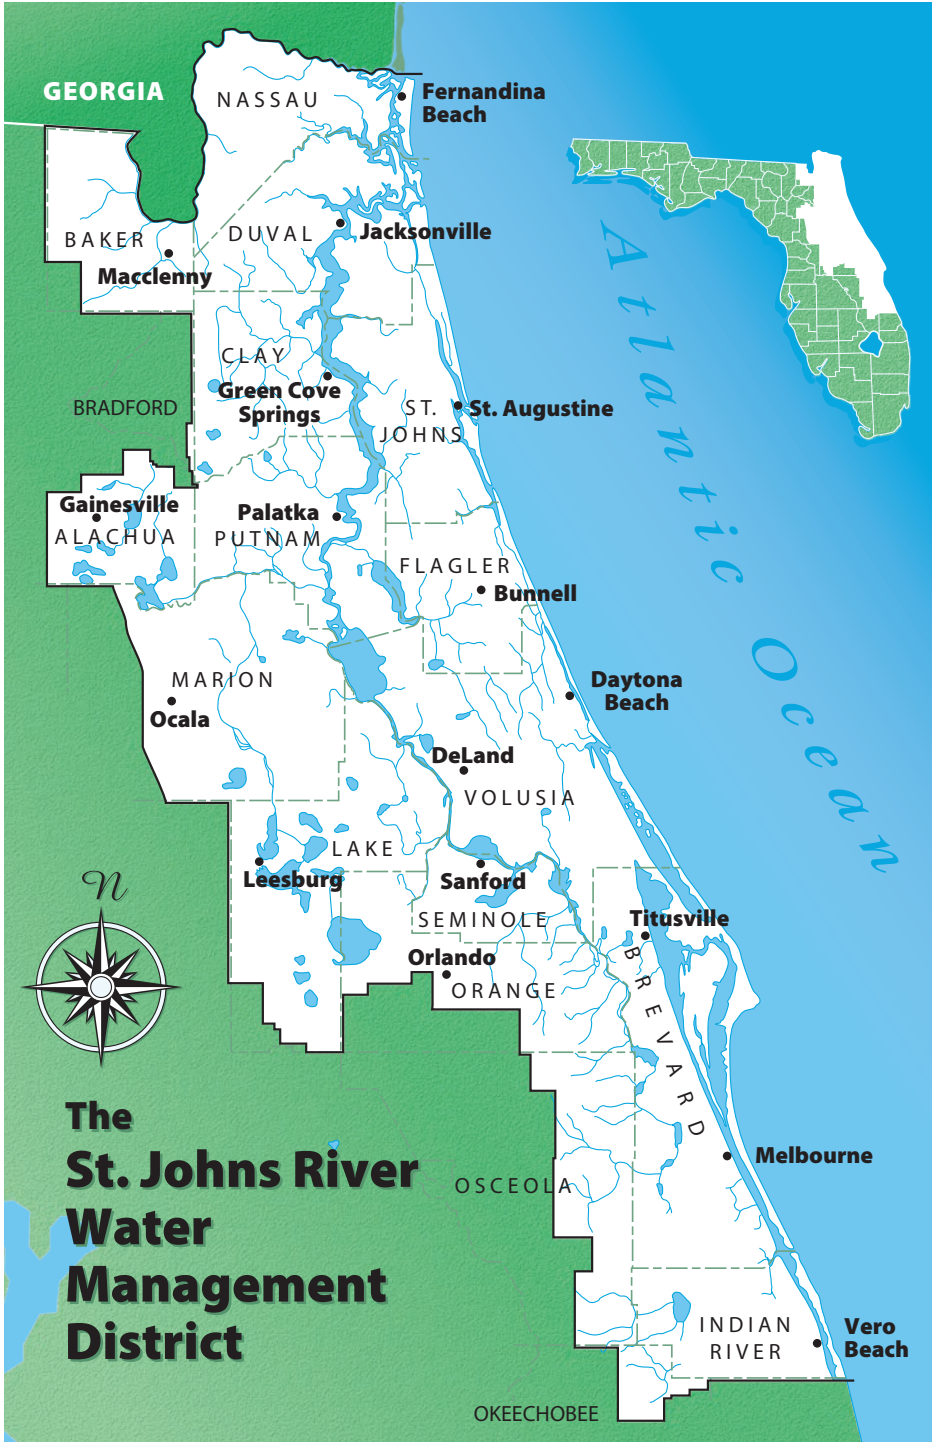 GEORGIA
NASSAU
Fernandina
Beach
BAKER
Macclenny
DUVAL
Jacksonville
Atlantic Ocean
CLAY
Green Cove
Springs
BRADFORD
ST.
JOHNS
St. Augustine
Gainesville
ALACHUA
Palatka
PUTNAM
FLAGLER
Bunnell
MARION
Ocala
Daytona
Beach
DeLand
VOLUSIA
LAKE
Leesburg
Sanford
SEMINOLE
Titusville
N
Orlando
ORANGE
BREVARD
The
St. Johns River
Water
Management
District
Melbourne
OSCEOLA
INDIAN
RIVER
Vero
Beach
OKEECHOBEE